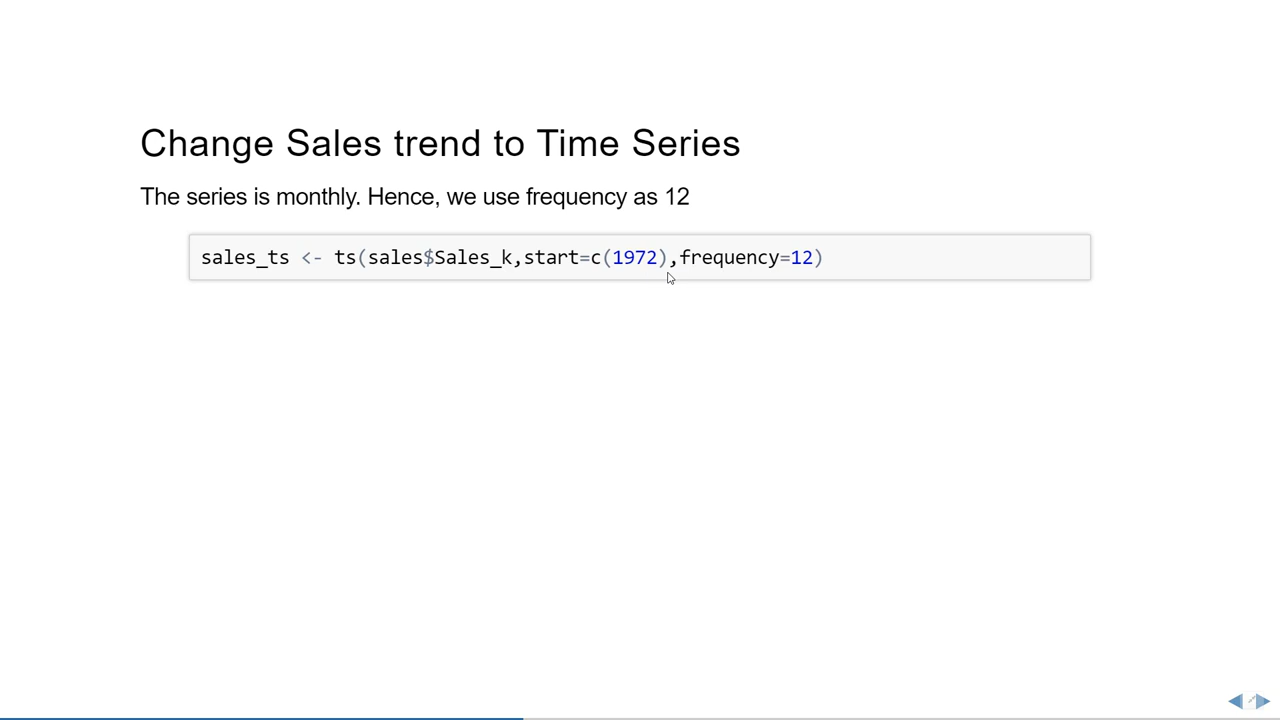 Change Sales trend to Time Series
The series is monthly. Hence, we use frequency as 12
sales_ts <- ts(sales$Sales_k,start=c(1972),frequency=12)